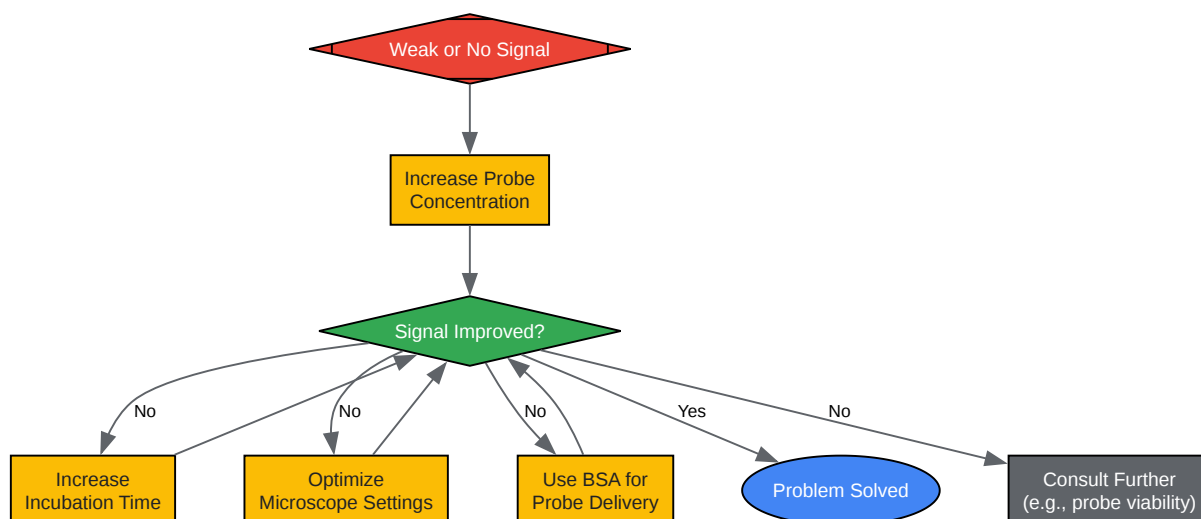 Weak or No Signal
Increase Probe
Concentration
Signal Improved?
No
No
No
Yes
No
Increase
Incubation Time
Optimize
Microscope Settings
Use BSA for
Probe Delivery
Problem Solved
Consult Further
(e.g., probe viability)